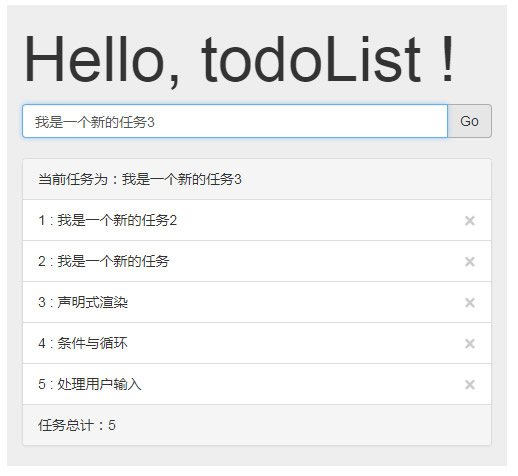 Hello, todoList !
我是一个新的任务3
Go
当前任务为：我是一个新的任务3
1 : 我是一个新的任务2
×
2 : 我是一个新的任务
×
3 : 声明式渲染
×
4 : 条件与循环
×
5 : 处理用户输入
×
任务总计：5